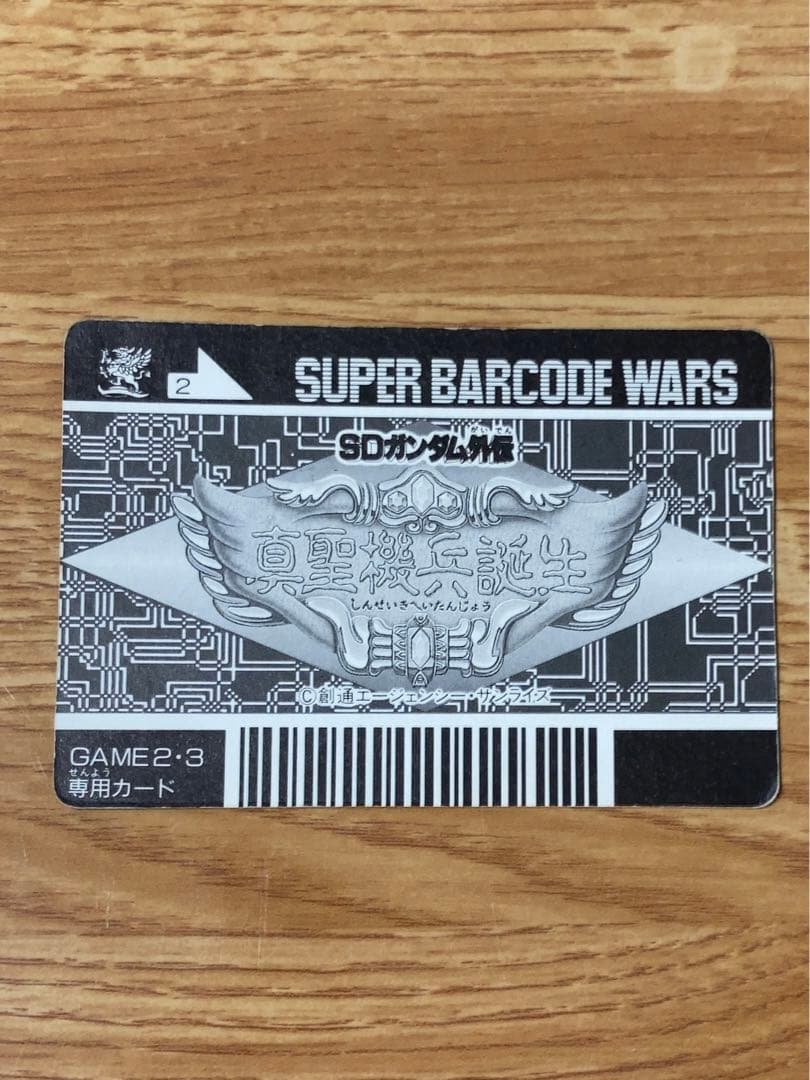 2
SUPER BARCODE WARS
がいでん
SDガンダム外伝
真聖機兵誕生
しんせいきへいたんじょう
©創通エージェンシー・サンライズ
GAME2・3
せんよう
専用カード